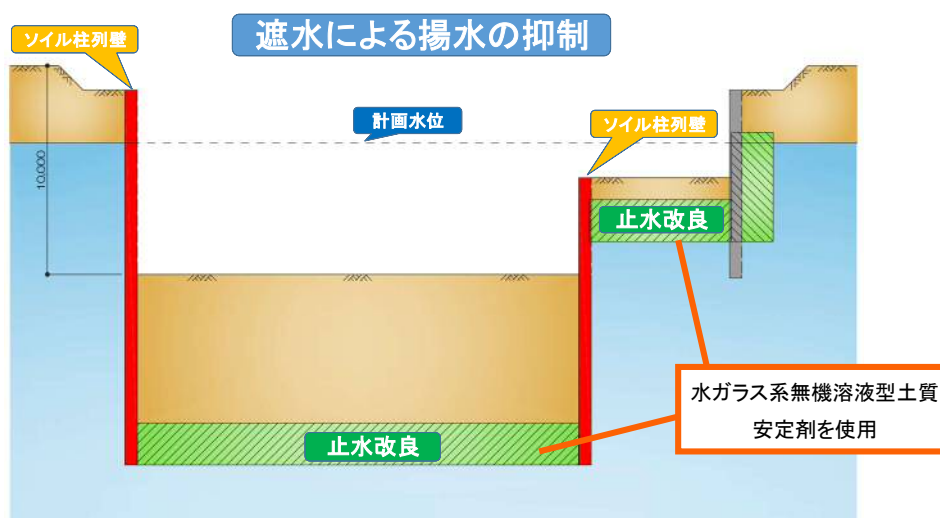 遮水による揚水の抑制
ソイル柱列壁
計画水位
ソイル柱列壁
10,000
止水改良
水ガラス系無機溶液型土質
安定剤を使用
止水改良